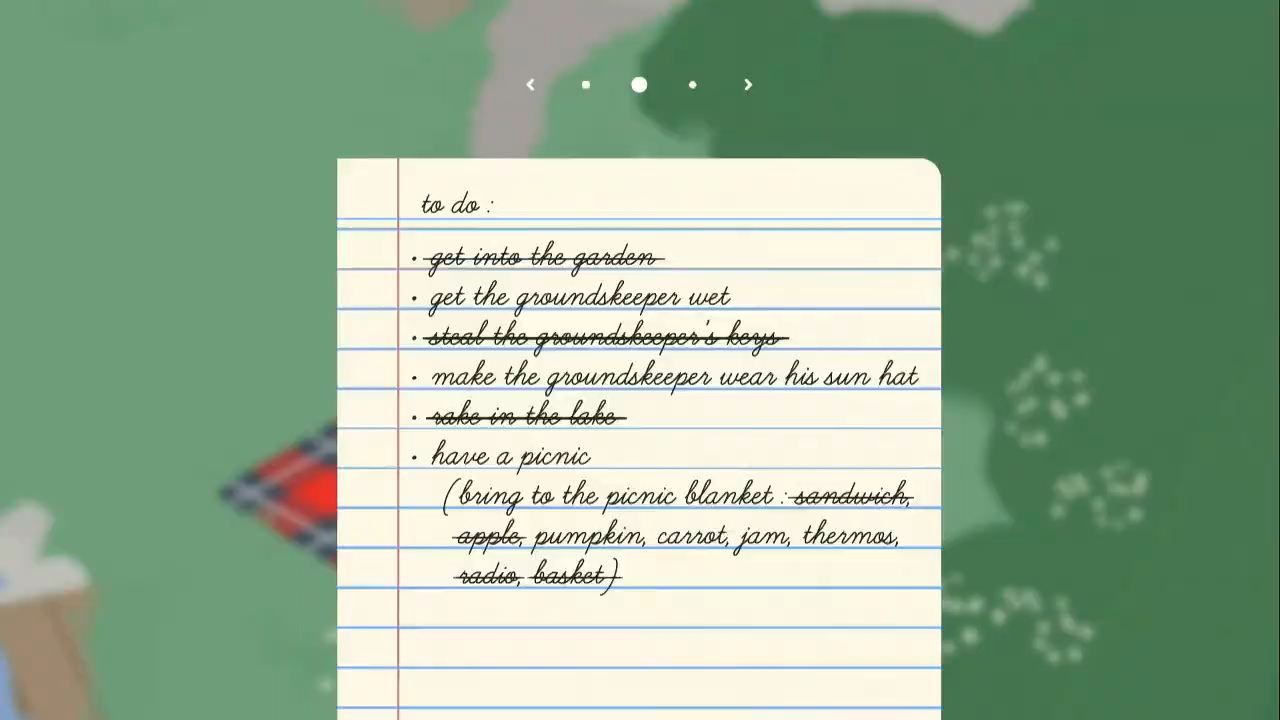 to do :
• get into the garden
• get the groundskeeper wet
• steal the groundskeeper's keys
• make the groundskeeper wear his sun hat
• rake in the lake
• have a picnic
(bring to the picnic blanket : sandwich,
apple, pumpkin, carrot, jam, thermos,
radio, basket)